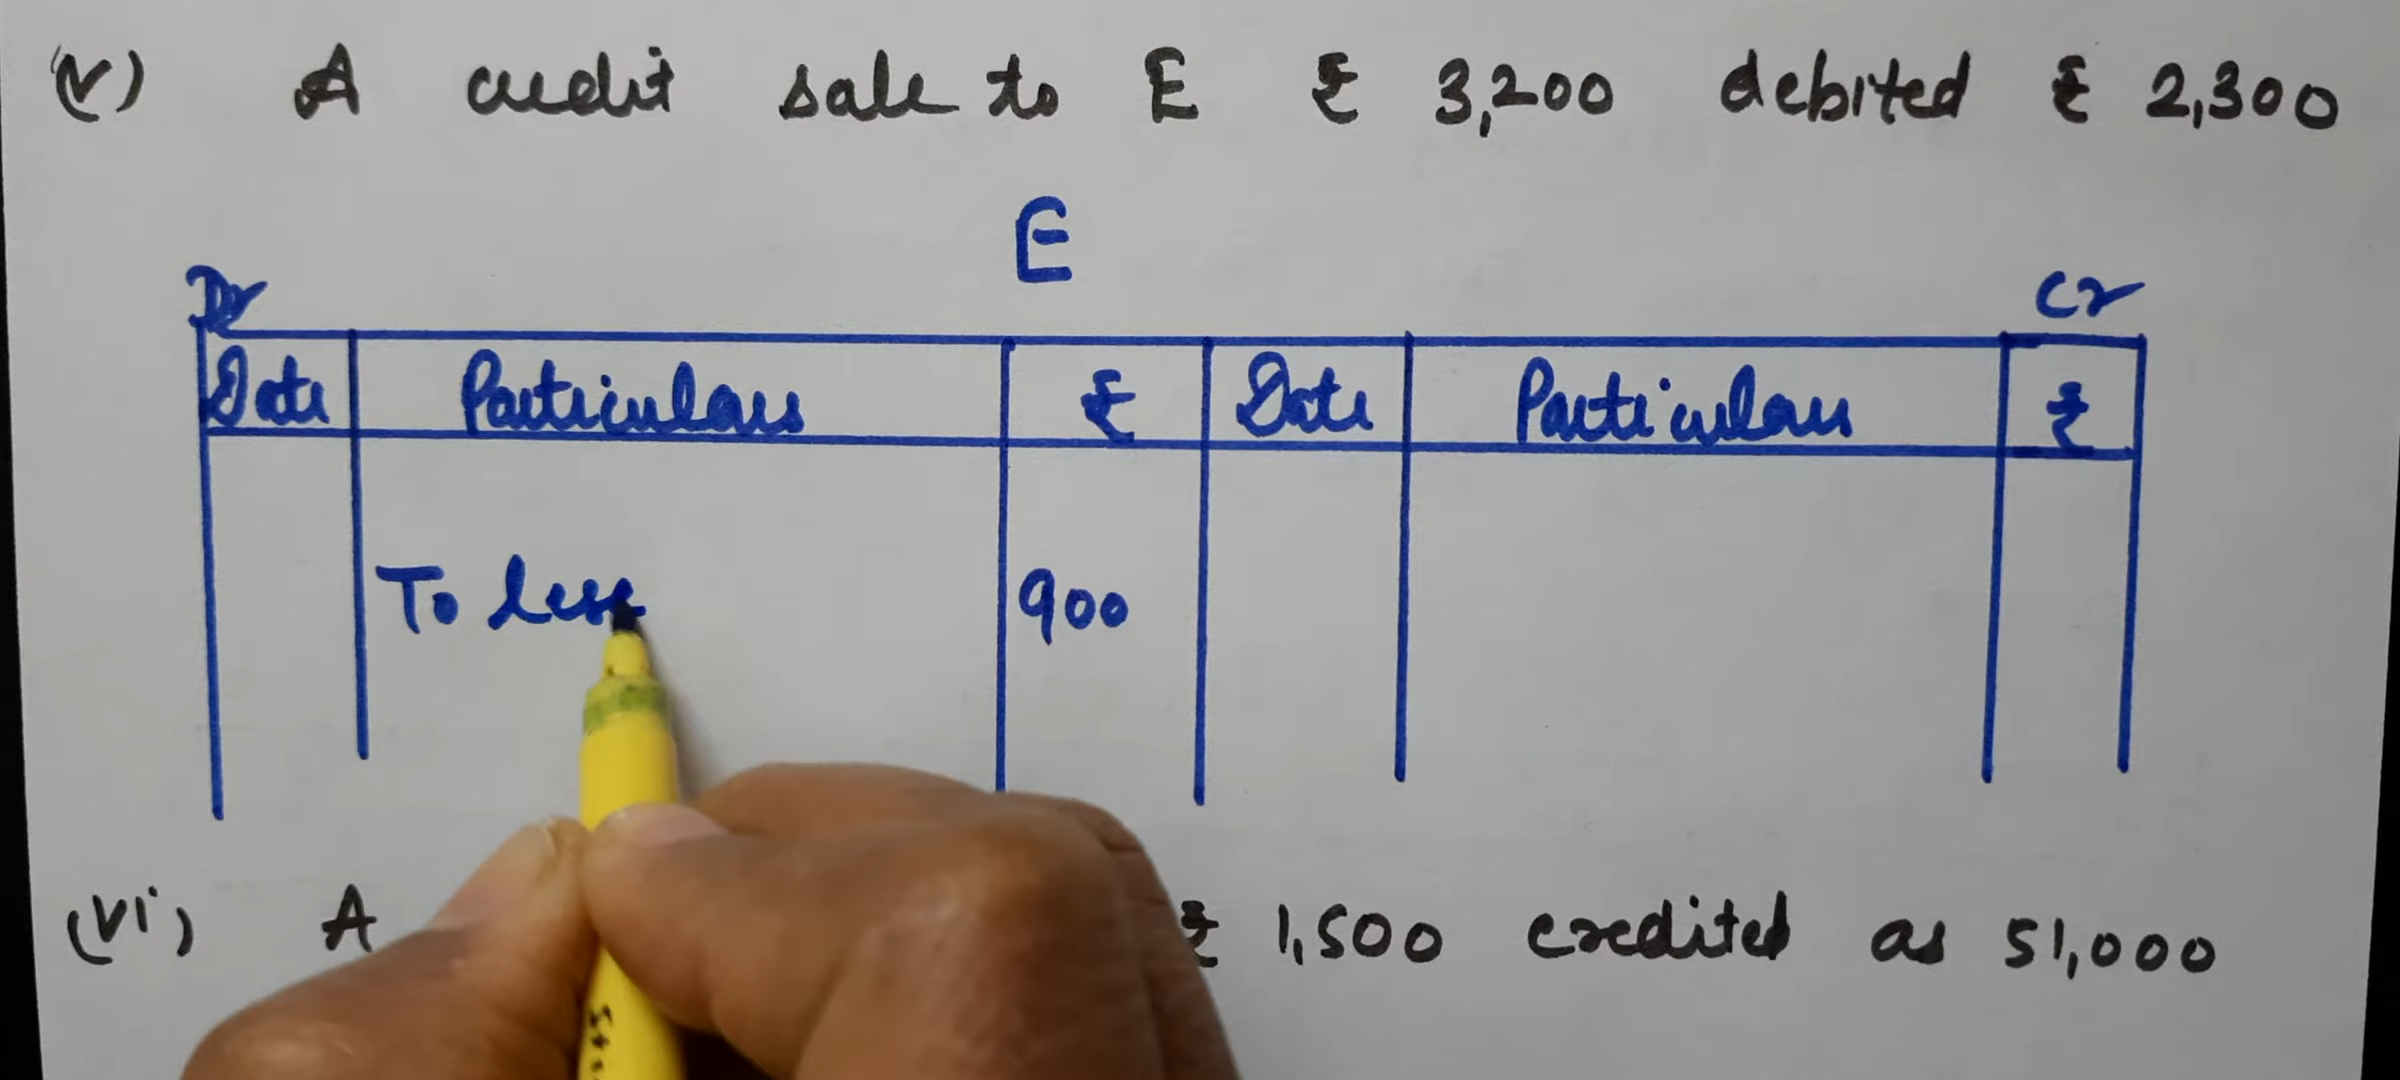 (V) A credit sale to E ₹ 3,200 debited ₹ 2,300
E
Dr Cr
Date Particulars ₹ Date Particulars ₹
To less 900
(vi) A ₹ 1,500 credited as 51,000